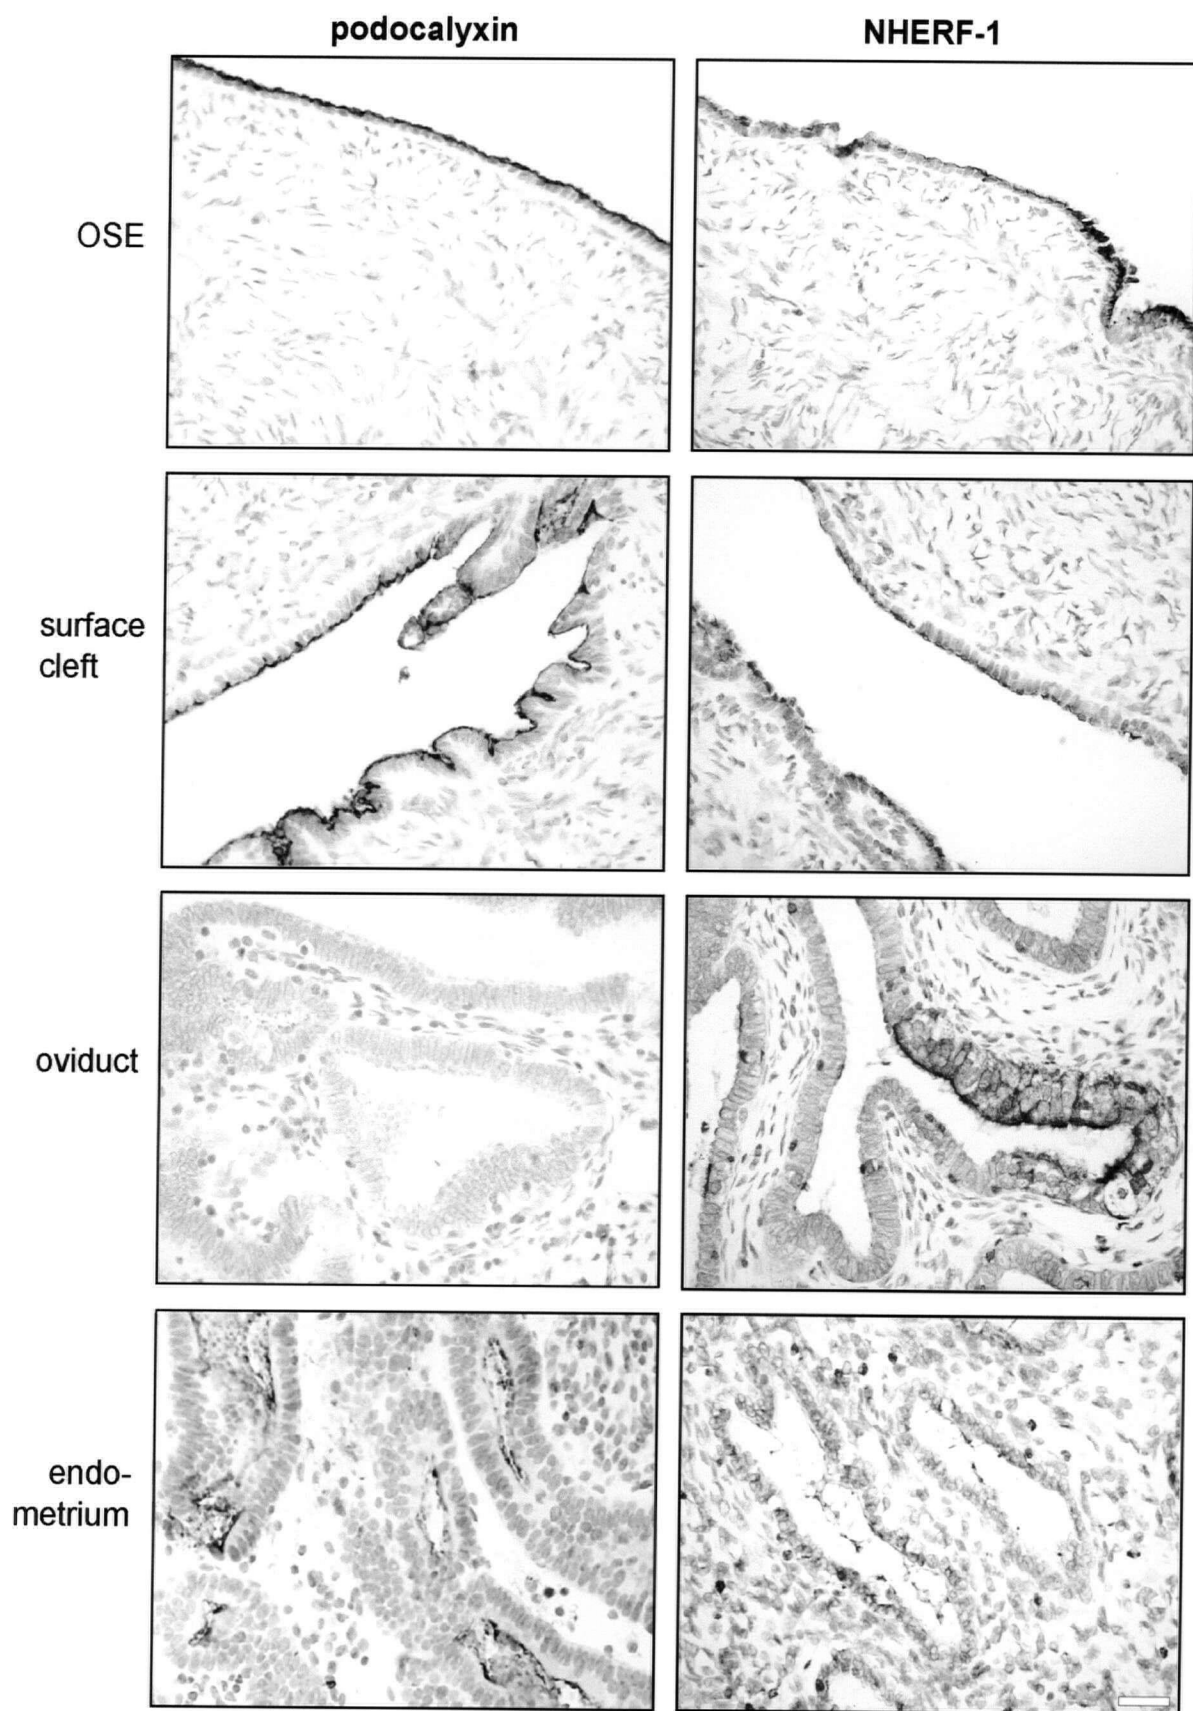 podocalyxin
NHERF-1
OSE
surface
cleft
oviduct
endo-
metrium